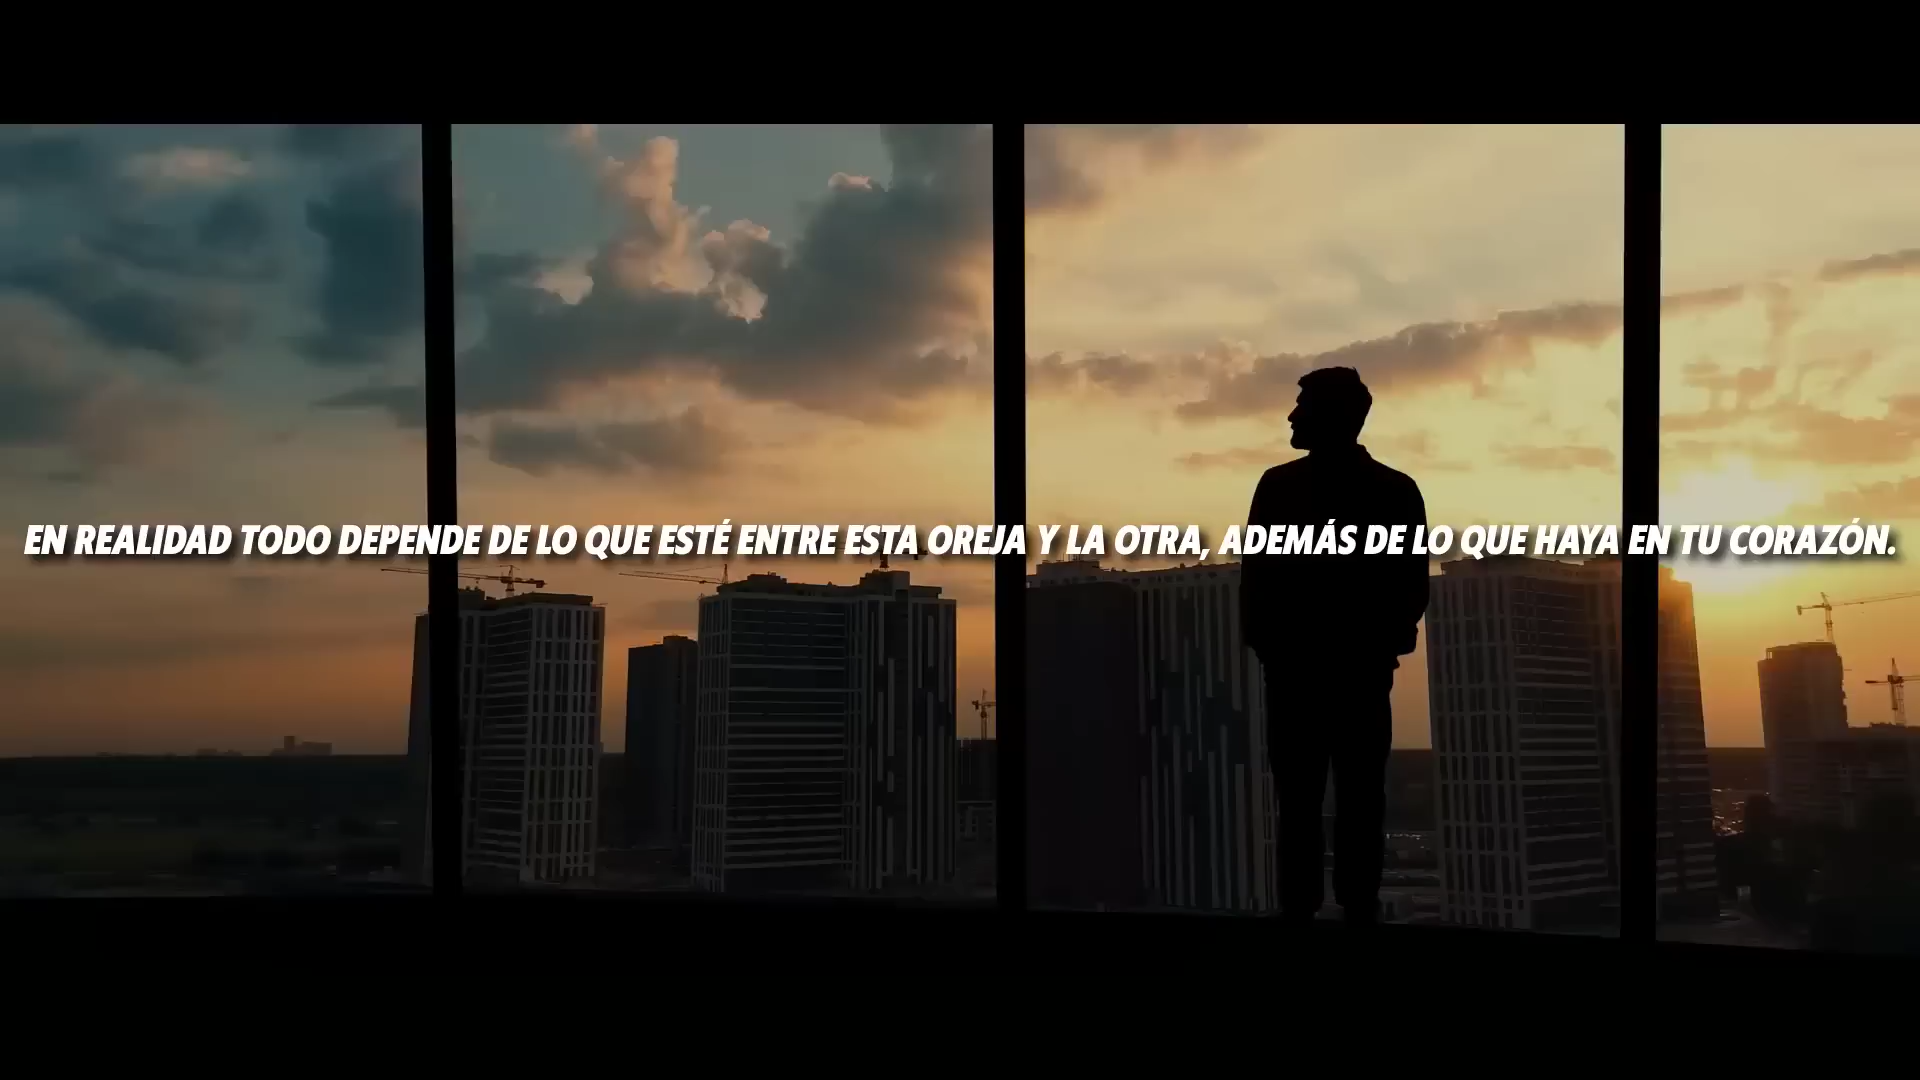 EN REALIDAD TODO DEPENDE DE LO QUE ESTÉ ENTRE ESTA OREJA Y LA OTRA, ADEMÁS DE LO QUE HAYA EN TU CORAZÓN.